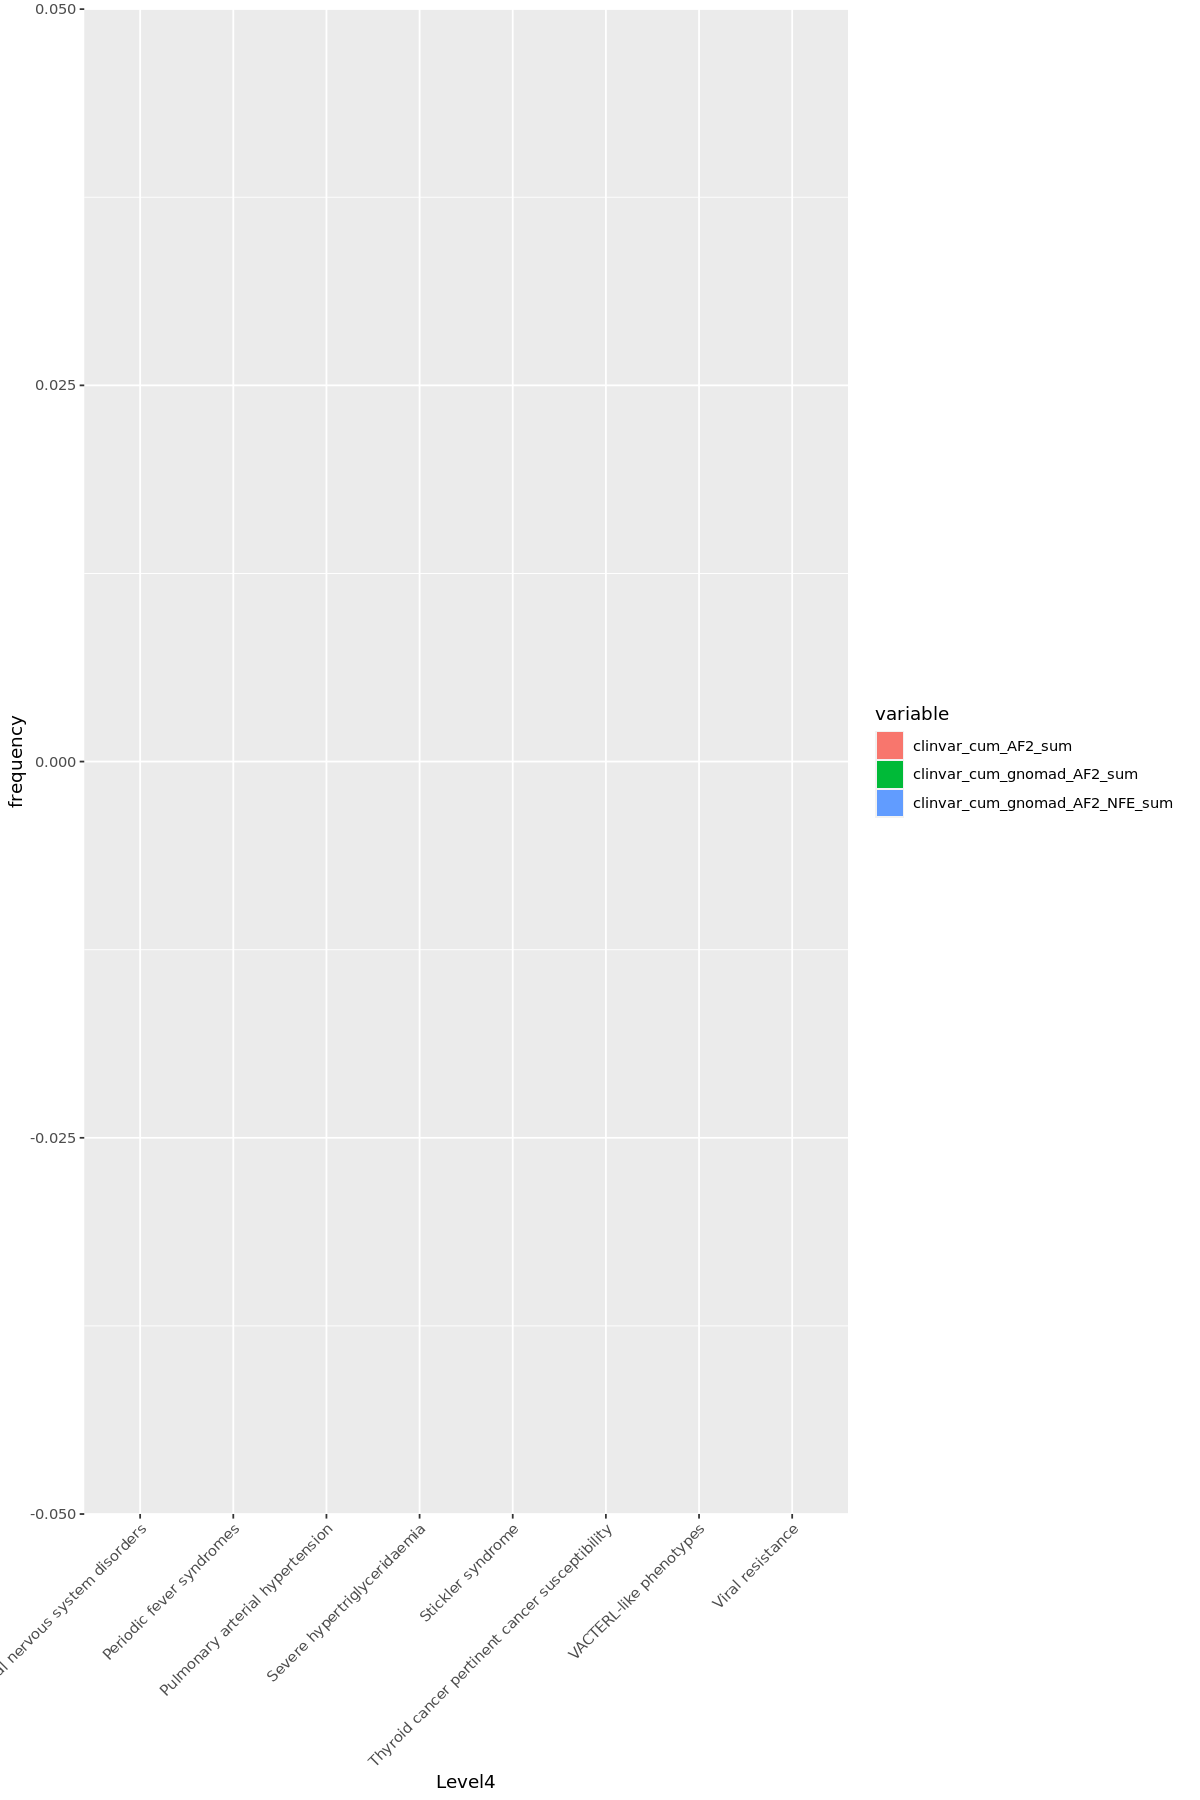 0.050
0.025
0.000
-0.025
-0.050
frequency
nervous system disorders
Periodic fever syndromes
Pulmonary arterial hypertension
Severe hypertriglyceridaemia
Stickler syndrome
Thyroid cancer pertinent cancer susceptibility
VACTERL-like phenotypes
Viral resistance
Level4
variable
clinvar_cum_AF2_sum
clinvar_cum_gnomad_AF2_sum
clinvar_cum_gnomad_AF2_NFE_sum